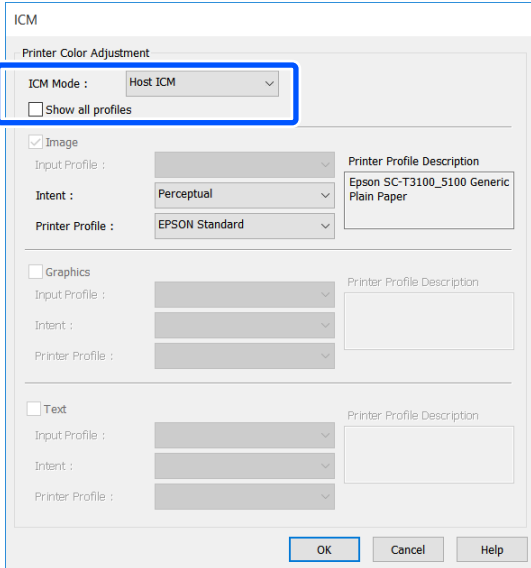 ICM
Printer Color Adjustment
ICM Mode : Host ICM
Show all profiles
Image
Input Profile :
Printer Profile Description
Intent : Perceptual
Epson SC-T3100_5100 Generic
Plain Paper
Printer Profile : EPSON Standard
Graphics
Input Profile :
Printer Profile Description
Intent :
Printer Profile :
Text
Input Profile :
Printer Profile Description
Intent :
Printer Profile :
OK Cancel Help